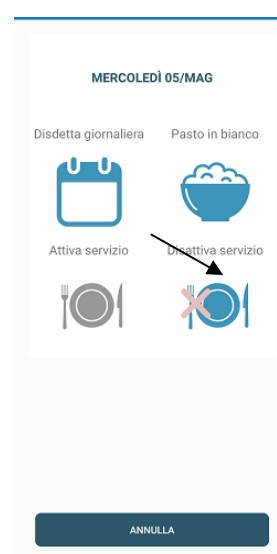 MERCOLEDÌ 05/MAG
Disdetta giornaliera Pasto in bianco
Attiva servizio Disattiva servizio
ANNULLA